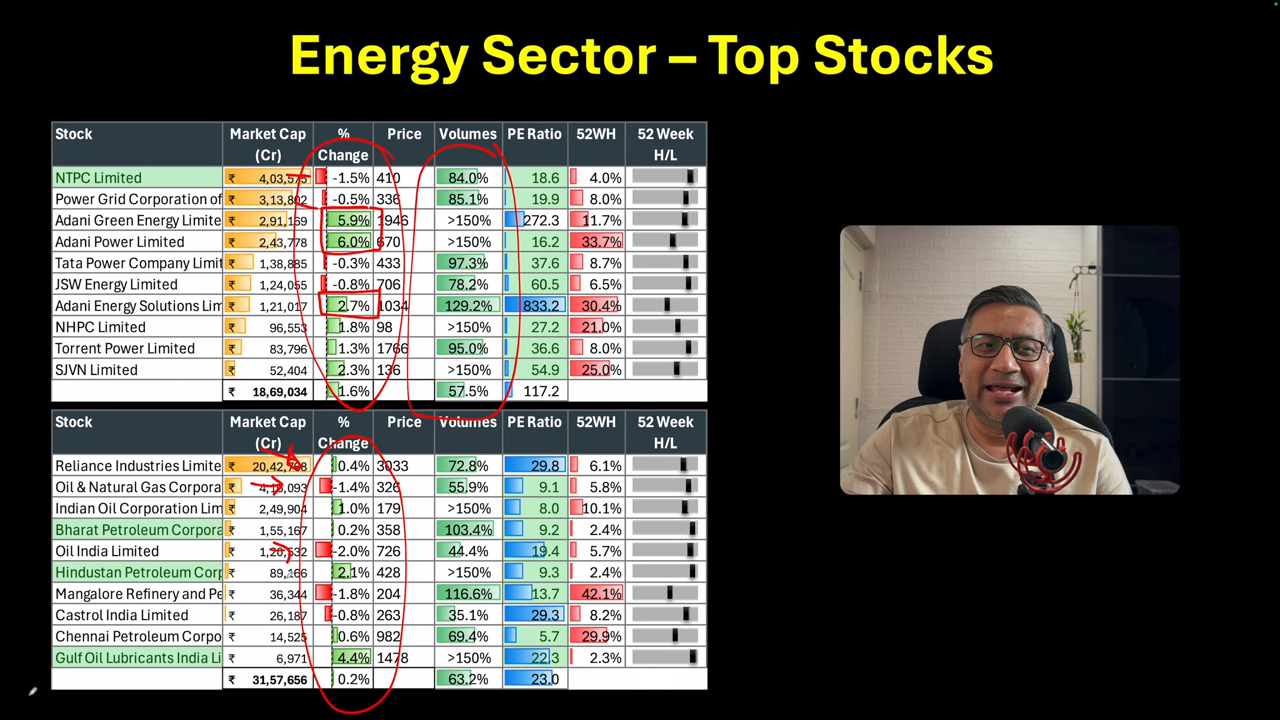 Energy Sector – Top Stocks
Stock Market Cap (Cr) % Change Price Volumes PE Ratio 52WH 52 Week H/L
NTPC Limited ₹ 4,03,575 -1.5% 410 84.0% 18.6 4.0%
Power Grid Corporation of ₹ 3,13,802 -0.5% 336 85.1% 19.9 8.0%
Adani Green Energy Limite ₹ 2,91,169 5.9% 1946 >150% 272.3 11.7%
Adani Power Limited ₹ 2,43,778 6.0% 670 >150% 16.2 33.7%
Tata Power Company Limit ₹ 1,38,885 -0.3% 433 97.3% 37.6 8.7%
JSW Energy Limited ₹ 1,24,055 -0.8% 706 78.2% 60.5 6.5%
Adani Energy Solutions Lim ₹ 1,21,017 2.7% 1034 129.2% 833.2 30.4%
NHPC Limited ₹ 96,553 1.8% 98 >150% 27.2 21.0%
Torrent Power Limited ₹ 83,796 1.3% 1766 95.0% 36.6 8.0%
SJVN Limited ₹ 52,404 2.3% 136 >150% 54.9 25.0%
₹ 18,69,034 1.6% 57.5% 117.2
Stock Market Cap (Cr) % Change Price Volumes PE Ratio 52WH 52 Week H/L
Reliance Industries Limite ₹ 0.4% 3033 72.8% 29.8 6.1%
Oil & Natural Gas Corpora ₹ -1.4% 326 55.9% 9.1 5.8%
Indian Oil Corporation Lim ₹ 2,49,904 1.0% 179 >150% 8.0 10.1%
Bharat Petroleum Corpora ₹ 1,55,167 0.2% 358 103.4% 9.2 2.4%
Oil India Limited ₹ -2.0% 726 44.4% 19.4 5.7%
Hindustan Petroleum Corp ₹ 2.1% 428 >150% 9.3 2.4%
Mangalore Refinery and Pe ₹ 36,344 -1.8% 204 116.6% 13.7 42.1%
Castrol India Limited ₹ 26,187 -0.8% 263 35.1% 29.3 8.2%
Chennai Petroleum Corpo ₹ 14,525 0.6% 982 69.4% 5.7 29.9%
Gulf Oil Lubricants India Li ₹ 6,971 4.4% 1478 >150% 22.3 2.3%
₹ 31,57,656 0.2% 63.2% 23.0